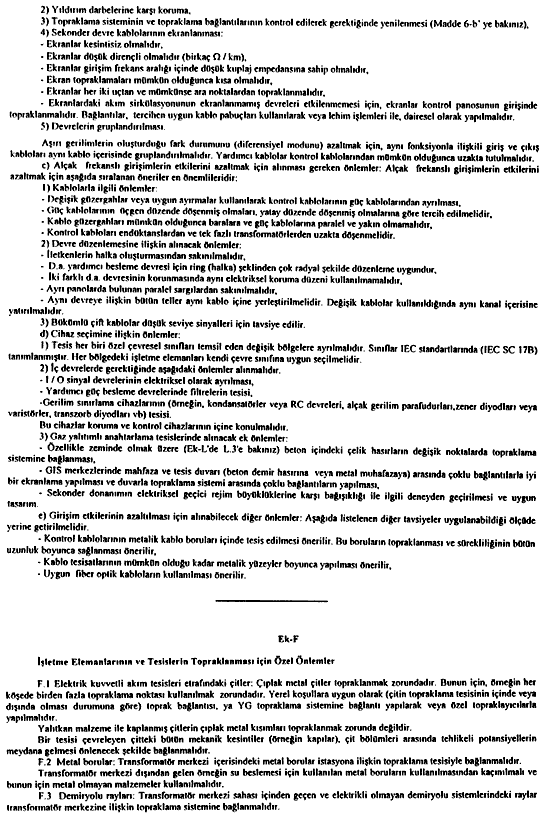 2) Yıldırım darbelerine karşı koruma,
3) Topraklama sisteminin ve topraklama bağlantılarının kontrol edilerek gerektiğinde yenilenmesi (Madde 6-b' ye bakınız),
4) Sekonder devre kablolarının ekranlanması:
- Ekranlar kesintisiz olmalıdır,
- Ekranlar düşük dirençli olmalıdır (birkaç Ω / km),
- Ekranlar girişim frekans aralığı içinde düşük kuplaj empedansına sahip olmalıdır,
- Ekran topraklamaları mümkün olduğunca kısa olmalıdır,
- Ekranlar her iki uçtan ve mümkünse ara noktalardan topraklanmalıdır,
- Ekranlardaki akım sirkülasyonunun ekranlanmamış devreleri etkilenmemesi için, ekranlar kontrol panosunun girişinde
topraklanmalıdır. Bağlantılar, tercihen uygun kablo pabuçları kullanılarak veya lehim işlemleri ile, dairesel olarak yapılmalıdır.
5) Devrelerin gruplandırılması.
Aşırı gerilimlerin oluşturduğu fark durumunu (diferensiyel modunu) azaltmak için, aynı fonksiyonla ilişkili giriş ve çıkış
kabloları aynı kablo içerisinde gruplandırılmalıdır. Yardımcı kablolar kontrol kablolarından mümkün olduğunca uzakta tutulmalıdır.
c) Alçak frekanslı girişimlerin etkilerini azaltmak için alınması gereken önlemler: Alçak frekanslı girişimlerin etkilerini
azaltmak için aşağıda sıralanan öneriler en önemlileridir:
1) Kablolarla ilgili önlemler:
- Değişik güzergahlar veya uygun ayırmalar kullanılarak kontrol kablolarının güç kablolarından ayrılması,
- Güç kablolarının üçgen düzende döşenmiş olmaları, yatay düzende döşenmiş olmalarına göre tercih edilmelidir,
- Kablo güzergahları mümkün olduğunca baralara ve güç kablolarına paralel ve yakın olmamalıdır,
- Kontrol kabloları endüktanslardan ve tek fazlı transformatörlerden uzakta döşenmelidir.
2) Devre düzenlemesine ilişkin alınacak önlemler:
- İletkenlerin halka oluşturmasından sakınılmalıdır,
- D.a. yardımcı besleme devresi için ring (halka) şeklinden çok radyal şekilde düzenleme uygundur,
- İki farklı d.a. devresinin korunmasında aynı elektriksel koruma düzeni kullanılmamalıdır,
- Ayrı panolarda bulunan paralel sargılardan sakınılmalıdır,
- Aynı devreye ilişkin bütün teller aynı kablo içine yerleştirilmelidir. Değişik kablolar kullanıldığında aynı kanal içerisine
yatırılmalıdır.
3) Bükümlü çift kablolar düşük seviye sinyalleri için tavsiye edilir.
d) Cihaz seçimine ilişkin önlemler:
1) Tesis her biri özel çevresel sınıfları temsil eden değişik bölgelere ayrılmalıdır. Sınıflar IEC standartlarında (IEC SC 17B)
tanımlanmıştır. Her bölgedeki işletme elemanları kendi çevre sınıfına uygun seçilmelidir.
2) İç devrelerde gerektiğinde aşağıdaki önlemler alınmalıdır.
- I / O sinyal devrelerinin elektriksel olarak ayrılması,
- Yardımcı güç besleme devrelerinde filtrelerin tesisi,
-Gerilim sınırlama cihazlarının (örneğin, kondansatörler veya RC devreleri, alçak gerilim parafudurları,zener diyodları veya
varistörler, transzorb diyodları vb) tesisi.
Bu cihazlar koruma ve kontrol cihazlarının içine konulmalıdır.
3) Gaz yalıtımlı anahtarlama tesislerinde alınacak ek önlemler:
- Özellikle zeminde olmak üzere (Ek-L'de L.3'e bakınız) beton içindeki çelik hasırların değişik noktalarda topraklama
sistemine bağlanması,
- GIS merkezlerinde mahfaza ve tesis duvarı (beton demir hasırına veya metal muhafazaya) arasında çoklu bağlantılarla iyi
bir ekranlama yapılması ve duvarla topraklama sistemi arasında çoklu bağlantıların yapılması,
- Sekonder donanımın elektriksel geçici rejim büyüklüklerine karşı bağışıklığı ile ilgili deneyden geçirilmesi ve uygun
tasarım.
e) Girişim etkilerinin azaltılması için alınabilecek diğer önlemler: Aşağıda listelenen diğer tavsiyeler uygulanabildiği ölçüde
yerine getirilmelidir.
- Kontrol kablolarının metalik kablo boruları içinde tesis edilmesi önerilir. Bu boruların topraklanması ve sürekliliğinin bütün
uzunluk boyunca sağlanması önerilir,
- Kablo tesisatlarının mümkün olduğu kadar metalik yüzeyler boyunca yapılması önerilir,
- Uygun fiber optik kabloların kullanılması önerilir.
Ek-F
İşletme Elemanlarının ve Tesislerin Topraklanması için Özel Önlemler
F.1 Elektrik kuvvetli akım tesisleri etrafındaki çitler: Çıplak metal çitler topraklanmak zorundadır. Bunun için, örneğin her
köşede birden fazla topraklama noktası kullanılmak zorundadır. Yerel koşullara uygun olarak (çitin topraklama tesisinin içinde veya
dışında olması durumuna göre) toprak bağlantısı, ya YG topraklama sistemine bağlantı yapılarak veya özel topraklayıcılarla
yapılmalıdır.
Yalıtkan malzeme ile kaplanmış çitlerin çıplak metal kısımları topraklanmak zorunda değildir.
Bir tesisi çevreleyen çitteki bütün mekanik kesintiler (örneğin kapılar), çit bölümleri arasında tehlikeli potansiyellerin
meydana gelmesi önlenecek şekilde bağlanmalıdır.
F.2 Metal borular: Transformatör merkezi içerisindeki metal borular istasyona ilişkin topraklama tesisiyle bağlanmalıdır.
Transformatör merkezi dışından gelen örneğin su beslemesi için kullanılan metal boruların kullanılmasından kaçınılmalı ve
bunun için metal olmayan malzemeler kullanılmalıdır.
F.3 Demiryolu rayları: Transformatör merkezi sahası içinden geçen ve elektrikli olmayan demiryolu sistemlerindeki raylar
transformatör merkezine ilişkin topraklama sistemine bağlanmalıdır.